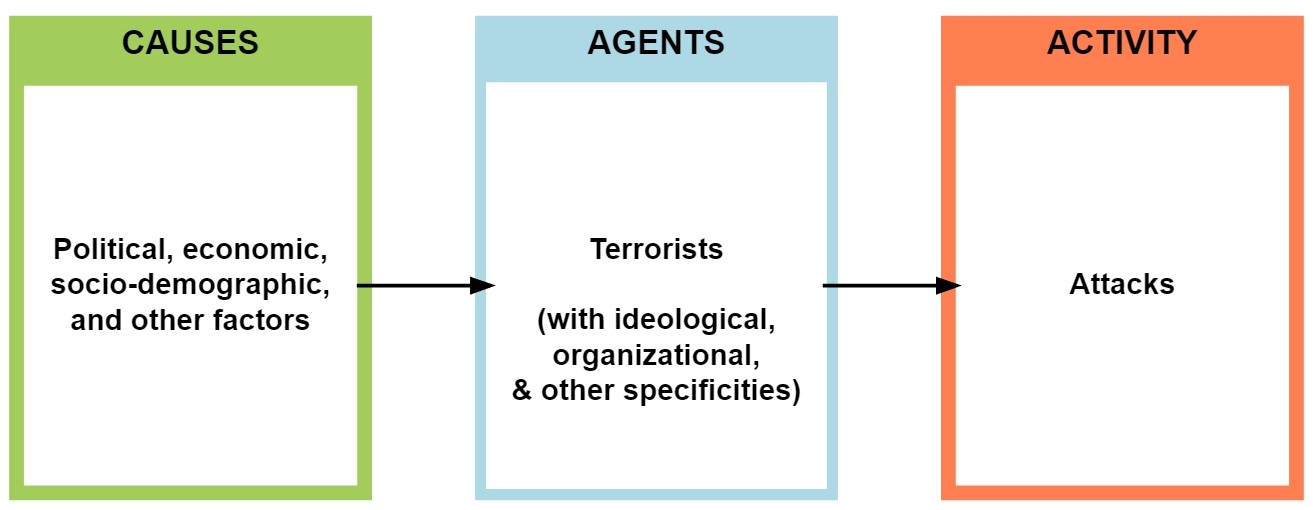 CAUSES
Political, economic,
socio-demographic,
and other factors
AGENTS
Terrorists
(with ideological,
organizational,
& other specificities)
ACTIVITY
Attacks